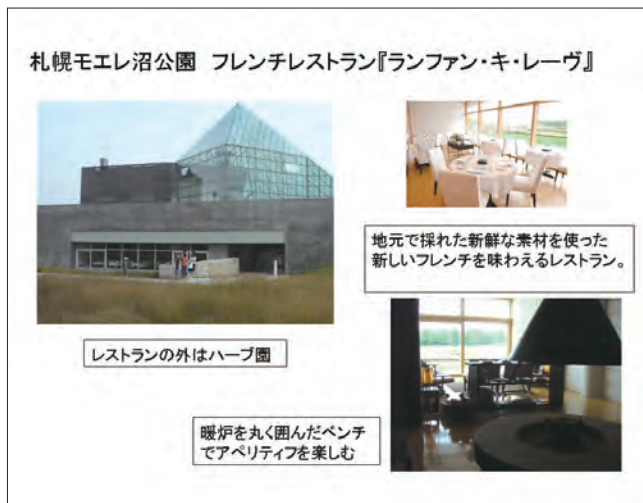 札幌モエレ沼公園 フレンチレストラン『ランファン・キ・レーヴ』
地元で採れた新鮮な素材を使った
新しいフレンチを味わえるレストラン。
レストランの外はハーブ園
暖炉を丸く囲んだベンチ
でアペリティフを楽しむ